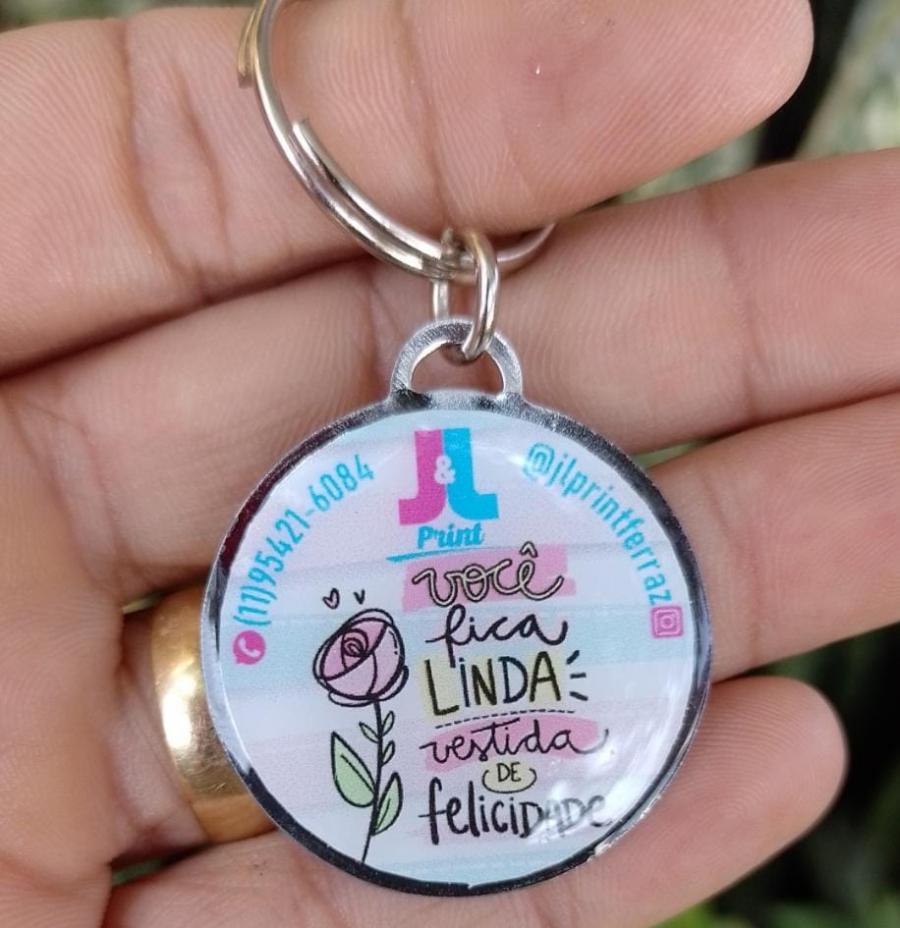 J&L
Print
(11)95421-6084
@jlprintferraz
você
fica
LINDA
vestida
DE
felicidade